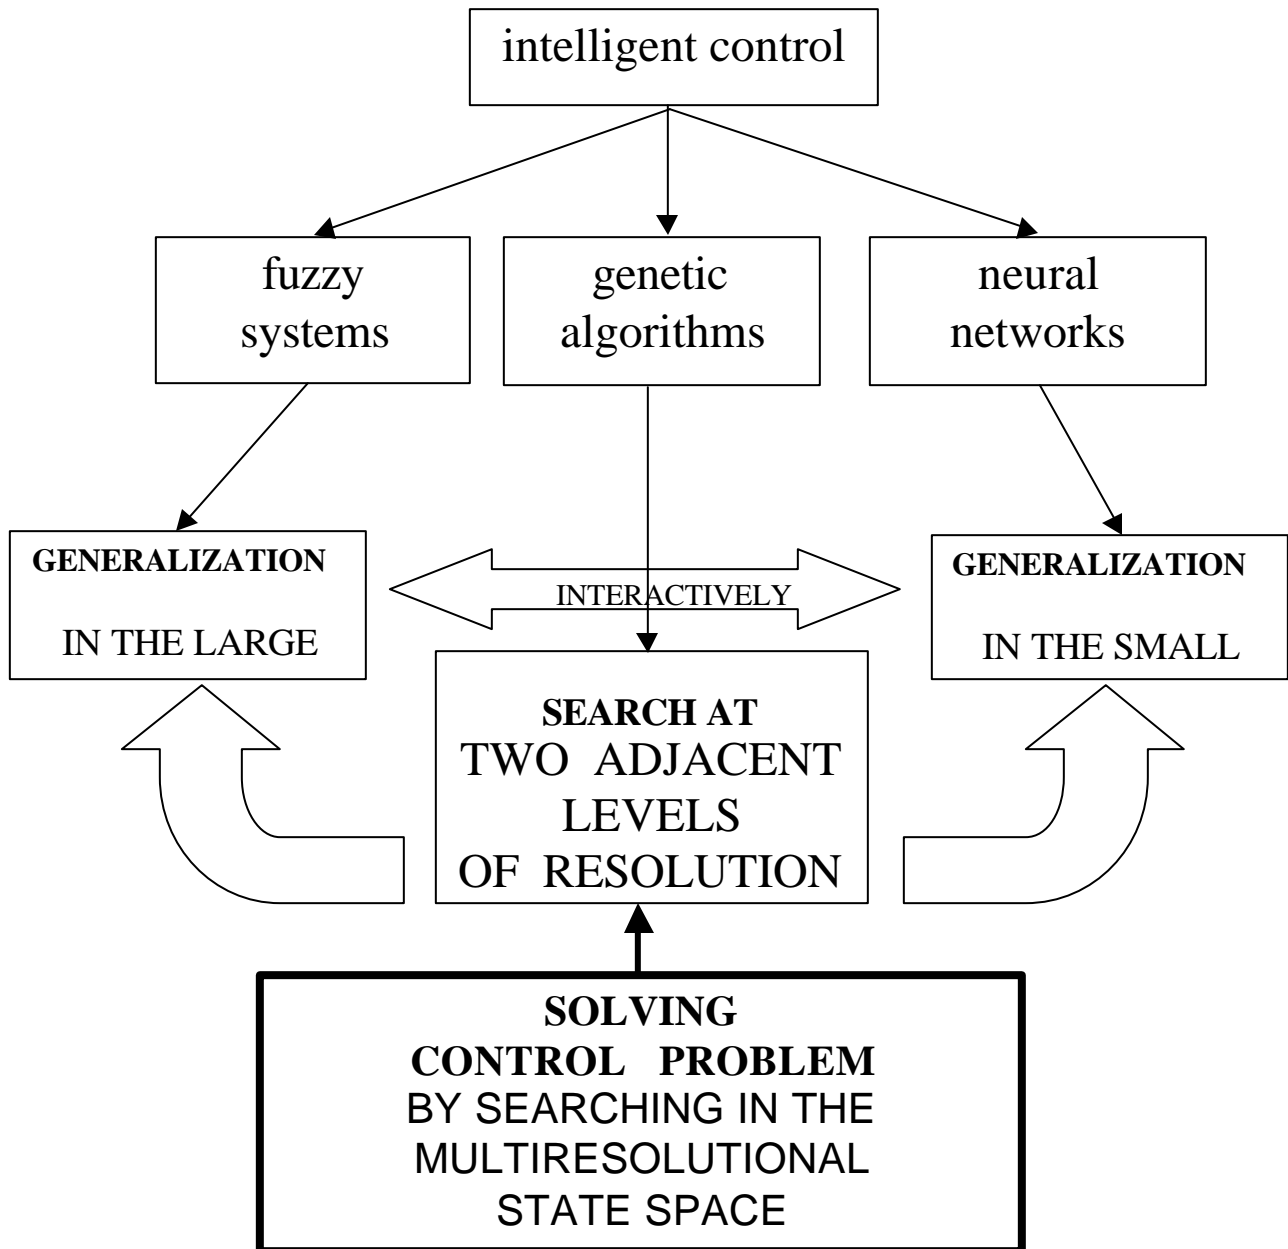 intelligent control
fuzzy
systems
genetic
algorithms
neural
networks
GENERALIZATION
IN THE LARGE
INTERACTIVELY
GENERALIZATION
IN THE SMALL
SEARCH AT
TWO ADJACENT
LEVELS
OF RESOLUTION
SOLVING
CONTROL PROBLEM
BY SEARCHING IN THE
MULTIRESOLUTIONAL
STATE SPACE